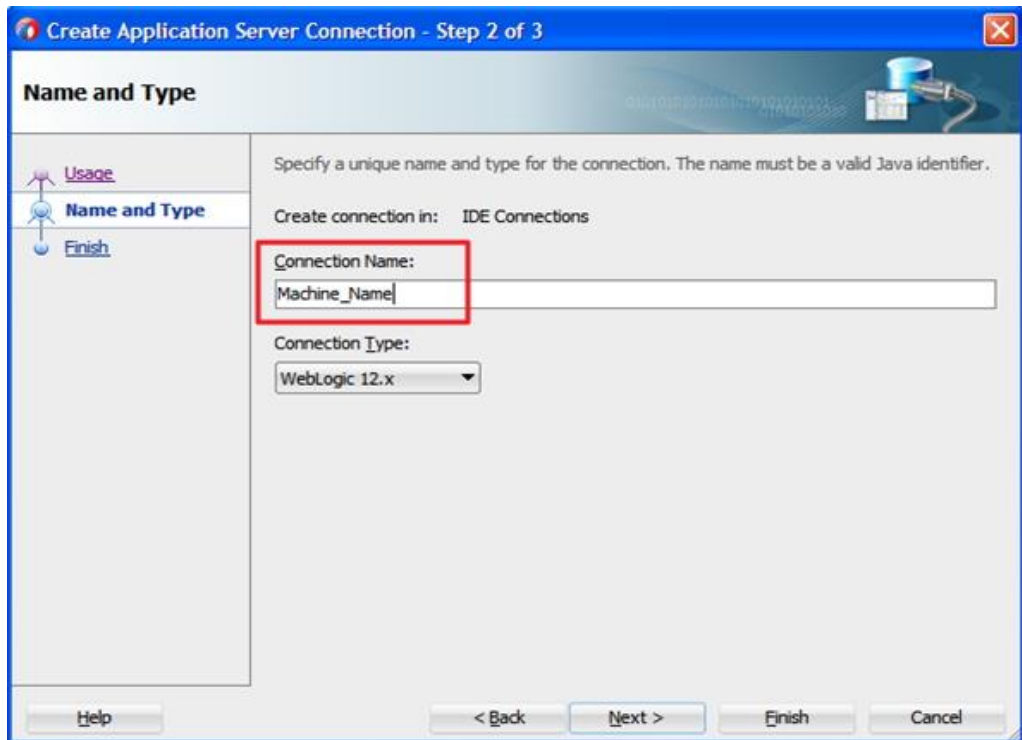 Create Application Server Connection - Step 2 of 3
Name and Type
Usage
Name and Type
Finish
Specify a unique name and type for the connection. The name must be a valid Java identifier.
Create connection in: IDE Connections
Connection Name:
Machine_Name
Connection Type:
WebLogic 12.x
Help
< Back
Next >
Finish
Cancel